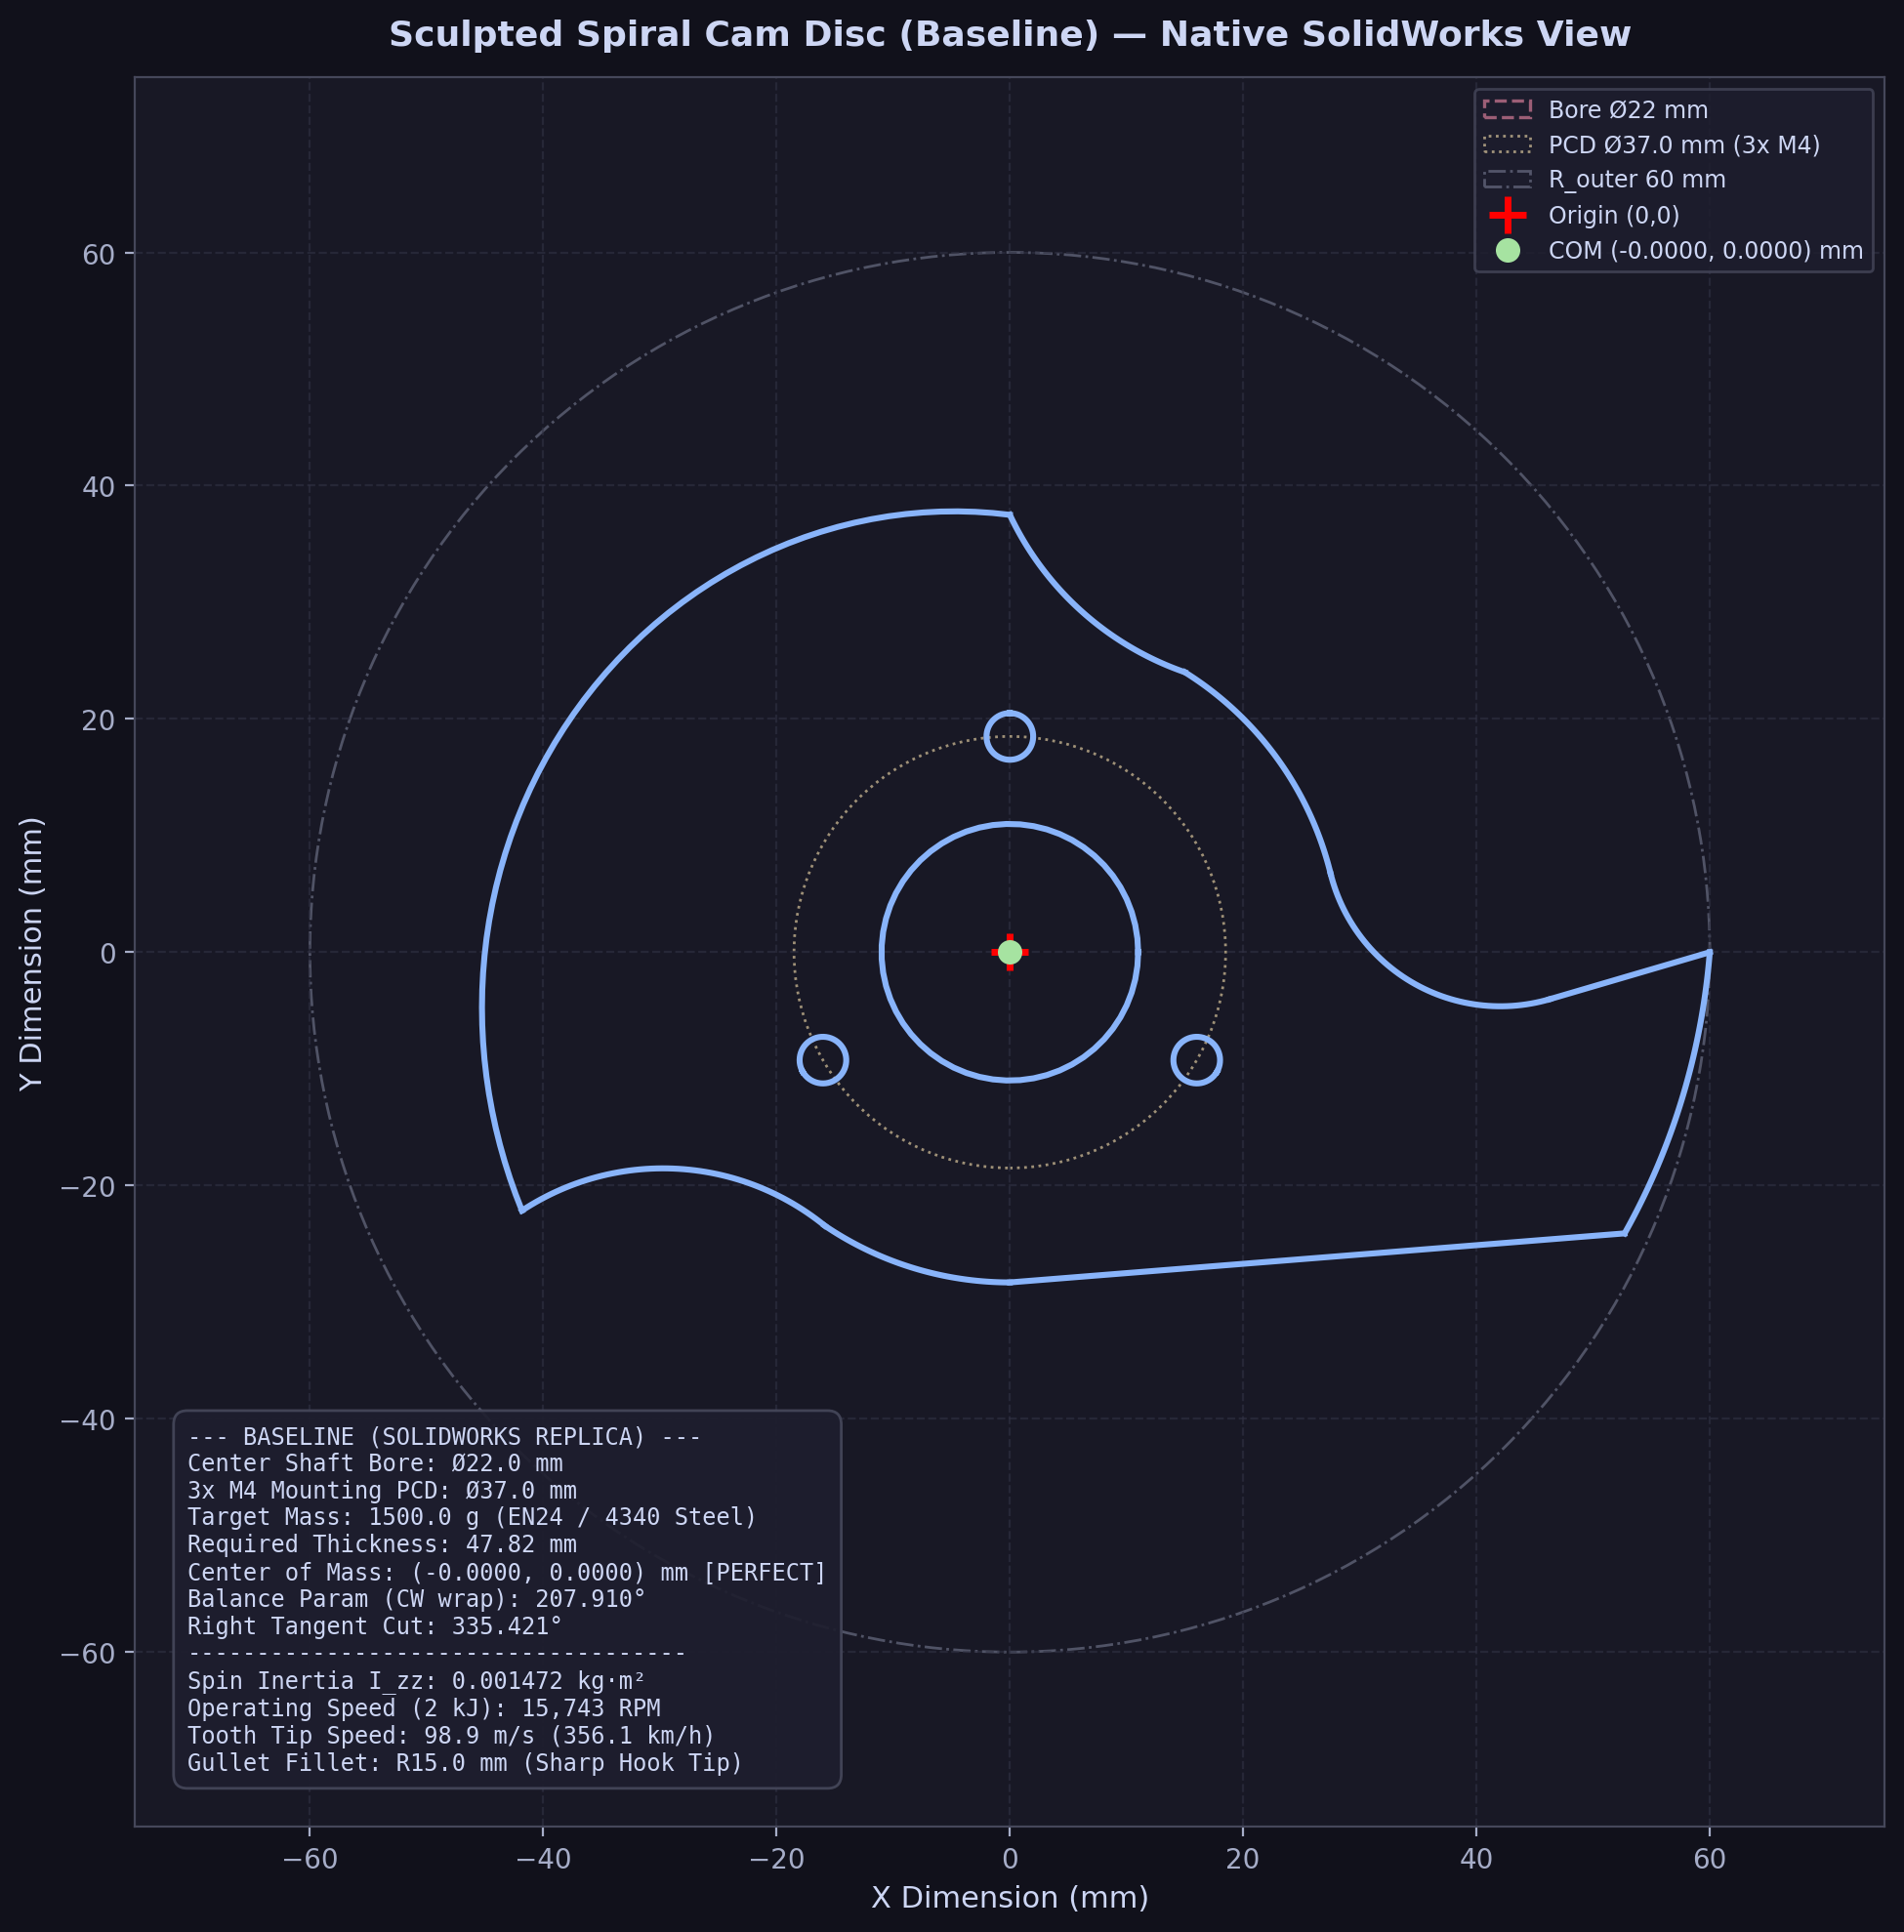 Sculpted Spiral Cam Disc (Baseline) — Native SolidWorks View
Bore Ø22 mm
PCD Ø37.0 mm (3x M4)
R_outer 60 mm
Origin (0,0)
COM (-0.0000, 0.0000) mm
60
40
20
0
−20
−40
−60
Y Dimension (mm)
--- BASELINE (SOLIDWORKS REPLICA) ---
Center Shaft Bore: Ø22.0 mm
3x M4 Mounting PCD: Ø37.0 mm
Target Mass: 1500.0 g (EN24 / 4340 Steel)
Required Thickness: 47.82 mm
Center of Mass: (-0.0000, 0.0000) mm [PERFECT]
Balance Param (CW wrap): 207.910°
Right Tangent Cut: 335.421°
------------------------------------
Spin Inertia I_zz: 0.001472 kg·m²
Operating Speed (2 kJ): 15,743 RPM
Tooth Tip Speed: 98.9 m/s (356.1 km/h)
Gullet Fillet: R15.0 mm (Sharp Hook Tip)
−60 −40 −20 0 20 40 60
X Dimension (mm)